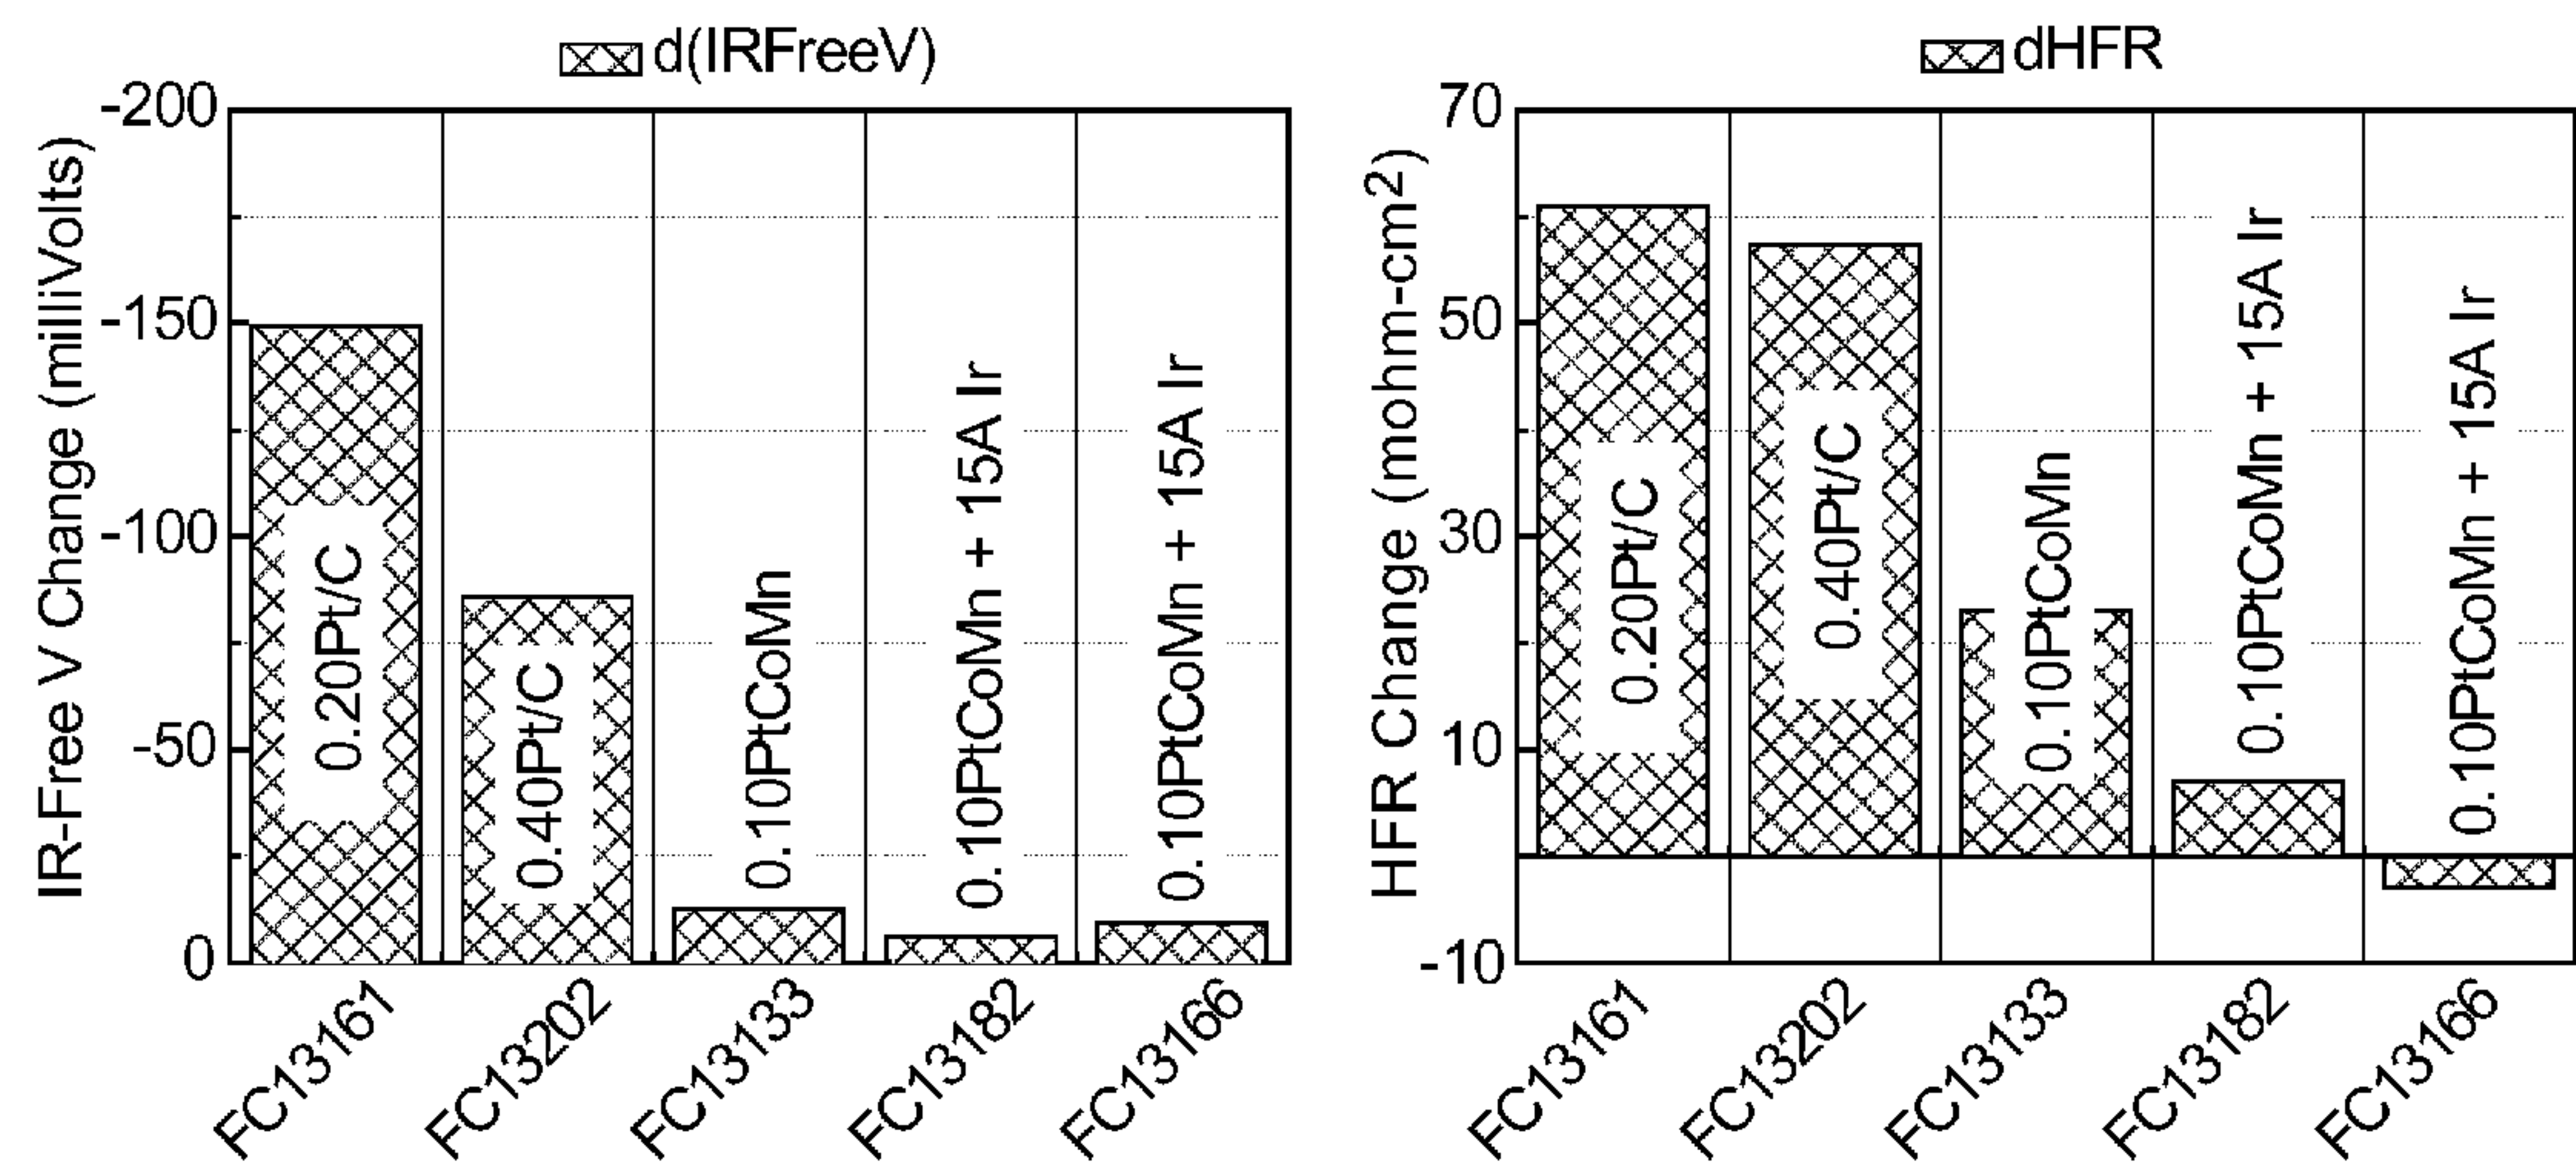 d(IRFreeV)
IR-Free V Change (milliVolts)
-200
-150
-100
-50
0
0.20Pt/C
0.40Pt/C
0.10PtCoMn
0.10PtCoMn + 15A Ir
0.10PtCoMn + 15A Ir
FC13161
FC13202
FC13133
FC13182
FC13166
dHFR
HFR Change (mohm-cm²)
70
50
30
10
-10
0.20Pt/C
0.40Pt/C
0.10PtCoMn
0.10PtCoMn + 15A Ir
0.10PtCoMn + 15A Ir
FC13161
FC13202
FC13133
FC13182
FC13166